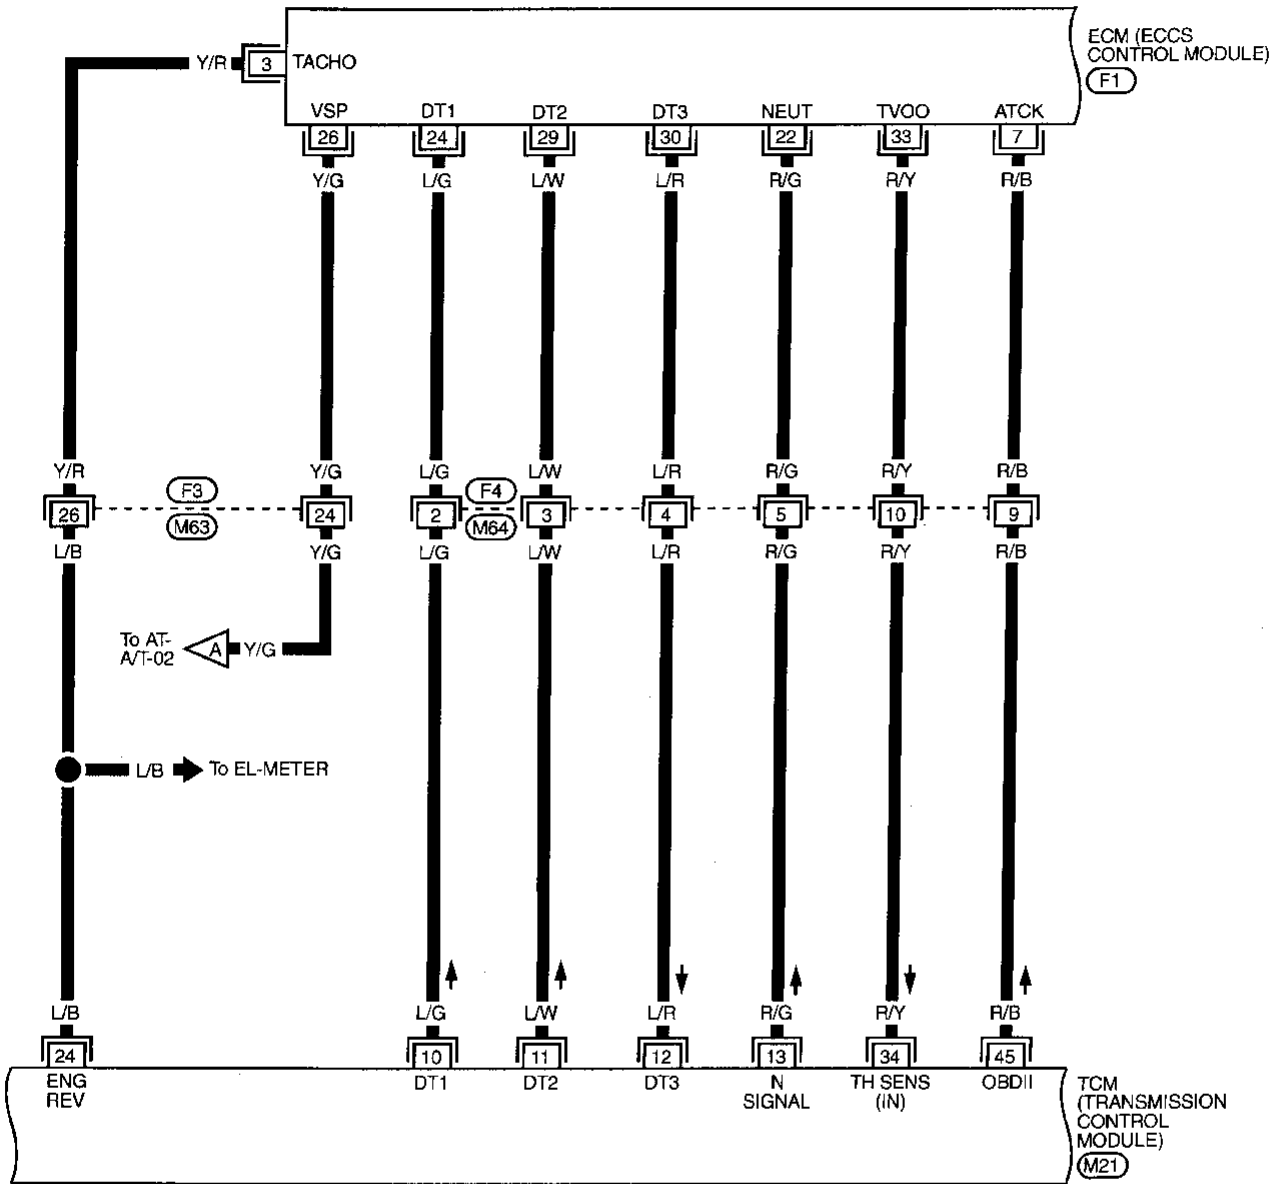 ECM (ECCS
CONTROL MODULE)
F1
Y/R 3 TACHO
VSP DT1 DT2 DT3 NEUT TVOO ATCK
26 24 29 30 22 33 7
Y/G L/G L/W L/R R/G R/Y R/B
Y/R Y/G L/G L/W L/R R/G R/Y R/B
F3 F4
26 24 2 3 4 5 10 9
M63 M64
L/B Y/G L/G L/W L/R R/G R/Y R/B
To AT-
A/T-02
A Y/G
L/B To EL-METER
L/B L/G L/W L/R R/G R/Y R/B
24 10 11 12 13 34 45
ENG
REV
DT1 DT2 DT3
N
SIGNAL
TH SENS
(IN)
OBDII
TCM
(TRANSMISSION
CONTROL
MODULE)
M21